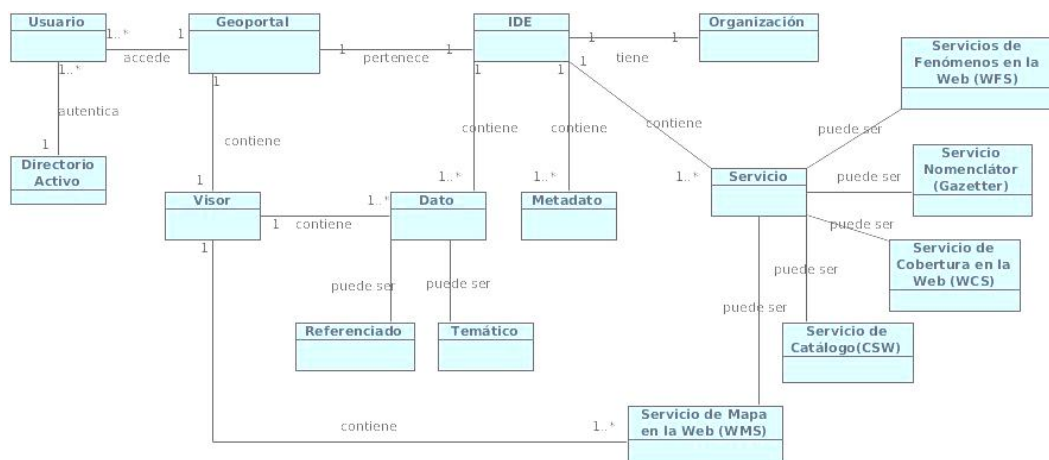 Usuario
Geoportal
IDE
Organización
1..*
1
accede
1
1
pertenece
1
1
tiene
1
Servicios de
Fenómenos en la
Web (WFS)
1..*
autentica
1
1
contiene
1
1
contiene
1..*
1
contiene
1..*
1
contiene
1..*
puede ser
Directorio
Activo
Visor
Dato
Metadato
Servicio
Servicio
Nomenclátor
(Gazetter)
puede ser
1
contiene
1..*
puede ser
Servicio de
Cobertura en la
Web (WCS)
puede ser
puede ser
puede ser
puede ser
Referenciado
Temático
Servicio de
Catálogo(CSW)
1
contiene
1..*
Servicio de Mapa
en la Web (WMS)